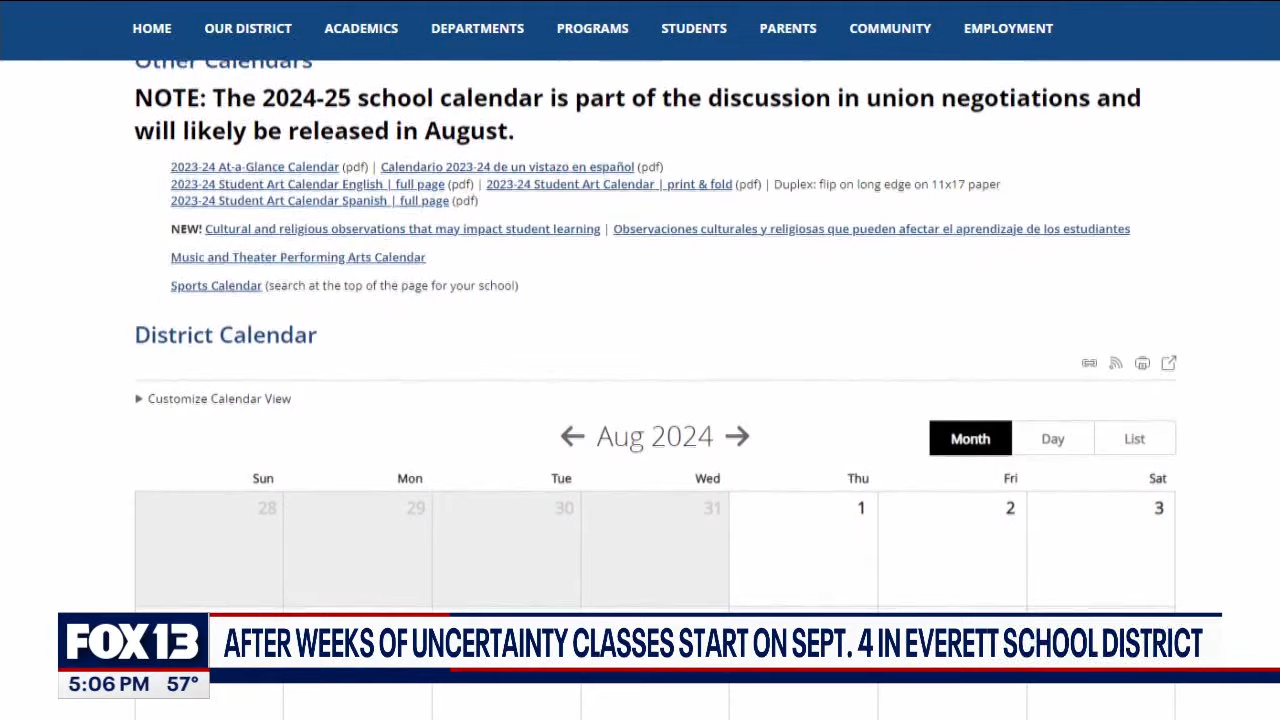 HOME OUR DISTRICT ACADEMICS DEPARTMENTS PROGRAMS STUDENTS PARENTS COMMUNITY EMPLOYMENT
Other Calendars
NOTE: The 2024-25 school calendar is part of the discussion in union negotiations and
will likely be released in August.
2023-24 At-a-Glance Calendar (pdf) | Calendario 2023-24 de un vistazo en español (pdf)
2023-24 Student Art Calendar English | full page (pdf) | 2023-24 Student Art Calendar | print & fold (pdf) | Duplex: flip on long edge on 11x17 paper
2023-24 Student Art Calendar Spanish | full page (pdf)
NEW! Cultural and religious observations that may impact student learning | Observaciones culturales y religiosas que pueden afectar el aprendizaje de los estudiantes
Music and Theater Performing Arts Calendar
Sports Calendar (search at the top of the page for your school)
District Calendar
Customize Calendar View
Aug 2024
Month Day List
Sun Mon Tue Wed Thu Fri Sat
28 29 30 31 1 2 3
FOX 13
AFTER WEEKS OF UNCERTAINTY CLASSES START ON SEPT. 4 IN EVERETT SCHOOL DISTRICT
5:06 PM 57°